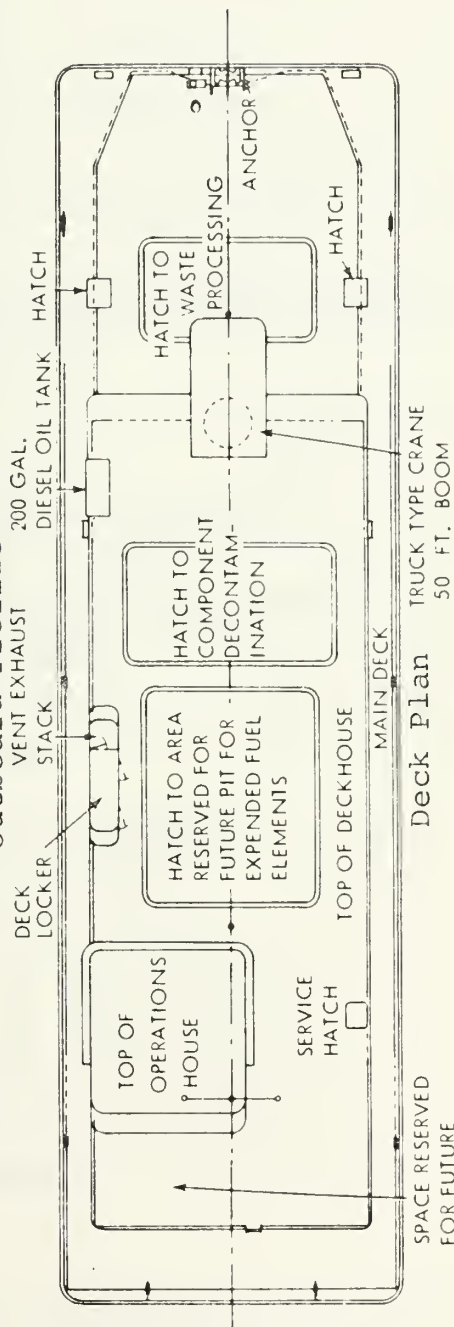 Outboard Profile
DECK
LOCKER
VENT EXHAUST
STACK
200 GAL.
DIESEL OIL TANK
HATCH
TOP OF
OPERATIONS
HOUSE
HATCH TO AREA
RESERVED FOR
FUTURE PIT FOR
EXPENDED FUEL
ELEMENTS
HATCH TO
COMPONENT
DECONTAM-
INATION
HATCH TO
WASTE
PROCESSING
ANCHOR
SERVICE
HATCH
TOP OF DECKHOUSE
HATCH
MAIN DECK
SPACE RESERVED
FOR FUTURE
Deck Plan
TRUCK TYPE CRANE
50 FT. BOOM